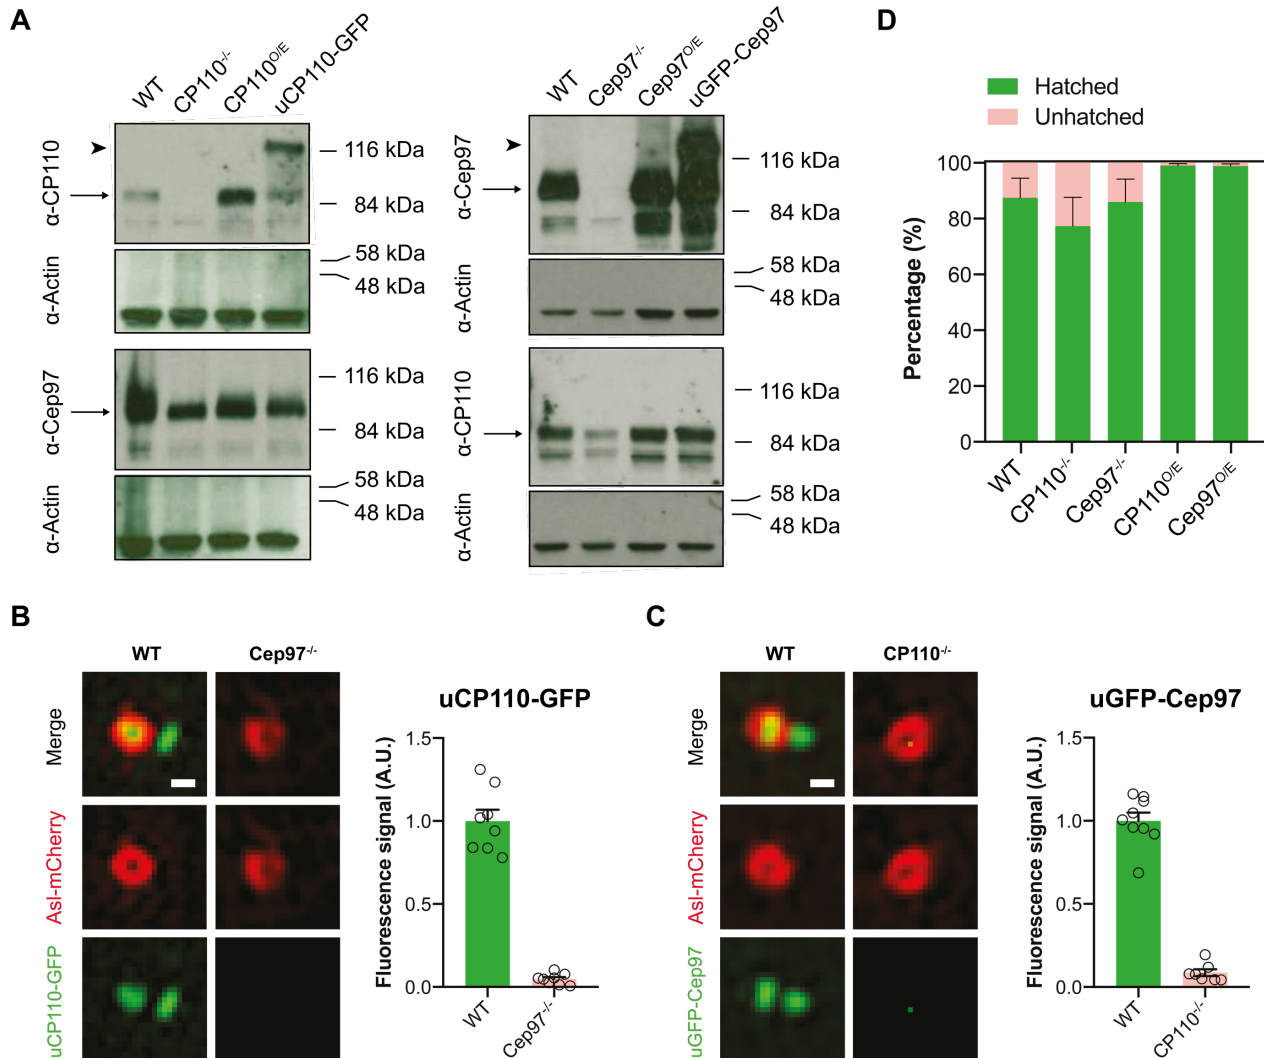 A
WT
CP110-/-
CP110O/E
uCP110-GFP
α-CP110
116 kDa
84 kDa
α-Actin
58 kDa
48 kDa
α-Cep97
116 kDa
84 kDa
α-Actin
58 kDa
48 kDa
WT
Cep97-/-
Cep97O/E
uGFP-Cep97
α-Cep97
116 kDa
84 kDa
α-Actin
58 kDa
48 kDa
α-CP110
116 kDa
84 kDa
α-Actin
58 kDa
48 kDa
D
Hatched
Unhatched
Percentage (%)
100
80
60
40
20
0
WT
CP110-/-
Cep97-/-
CP110O/E
Cep97O/E
B
WT
Cep97-/-
Merge
Asl-mCherry
uCP110-GFP
uCP110-GFP
Fluorescence signal (A.U.)
1.5
1.0
0.5
0.0
WT
Cep97-/-
C
WT
CP110-/-
Merge
Asl-mCherry
uGFP-Cep97
uGFP-Cep97
Fluorescence signal (A.U.)
1.5
1.0
0.5
0.0
WT
CP110-/-